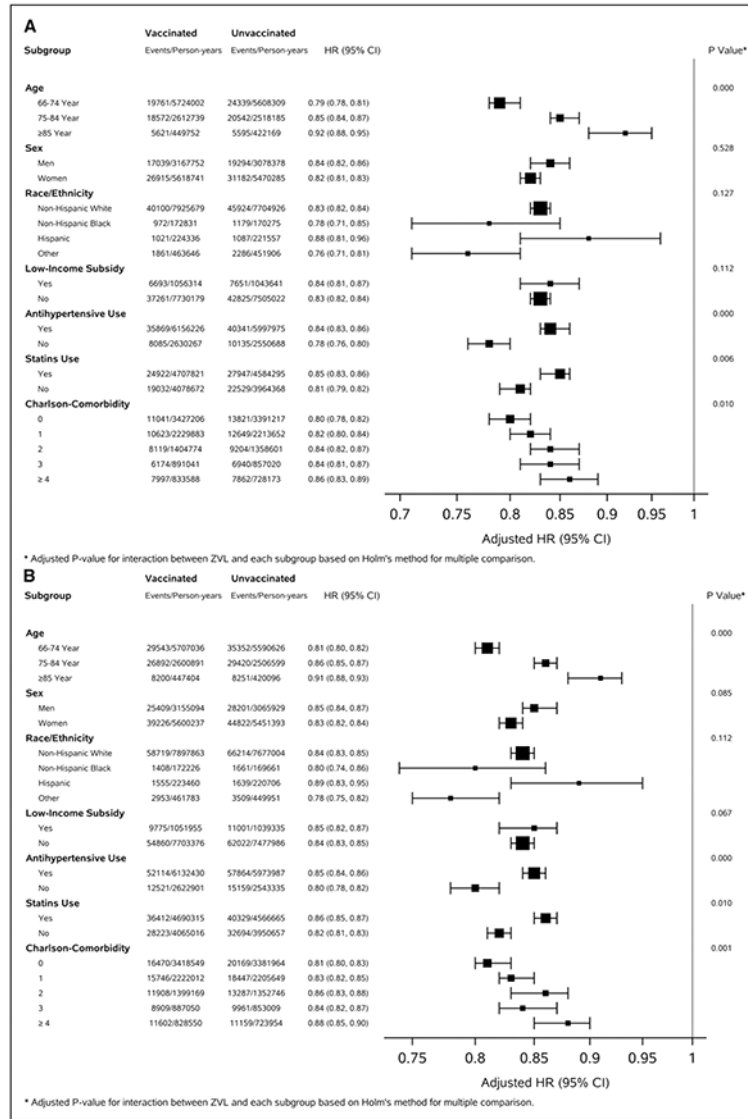 A
Vaccinated Unvaccinated
Subgroup Events/Person-years Events/Person-years HR (95% CI) P Value*
Age 0.000
66-74 Year 19761/5724002 24339/5608309 0.79 (0.78, 0.81)
75-84 Year 18572/2612739 20542/2518185 0.85 (0.84, 0.87)
≥85 Year 5621/449752 5595/422169 0.92 (0.88, 0.95)
Sex 0.528
Men 17039/3167752 19294/3078378 0.84 (0.82, 0.86)
Women 26915/5618741 31182/5470285 0.82 (0.81, 0.83)
Race/Ethnicity 0.127
Non-Hispanic White 40100/7925679 45924/7704926 0.83 (0.82, 0.84)
Non-Hispanic Black 972/172831 1179/170275 0.78 (0.71, 0.85)
Hispanic 1021/224336 1087/221557 0.88 (0.81, 0.96)
Other 1861/463646 2286/451906 0.76 (0.71, 0.81)
Low-Income Subsidy 0.112
Yes 6693/1056314 7651/1043641 0.84 (0.81, 0.87)
No 37261/7730179 42825/7505022 0.83 (0.82, 0.84)
Antihypertensive Use 0.000
Yes 35869/6156226 40341/5997975 0.84 (0.83, 0.86)
No 8085/2630267 10135/2550688 0.78 (0.76, 0.80)
Statins Use 0.006
Yes 24922/4707821 27947/4584295 0.85 (0.83, 0.86)
No 19032/4078672 22529/3964368 0.81 (0.79, 0.82)
Charlson-Comorbidity 0.010
0 11041/3427206 13821/3391217 0.80 (0.78, 0.82)
1 10623/2229883 12649/2213652 0.82 (0.80, 0.84)
2 8119/1404774 9204/1358601 0.84 (0.82, 0.87)
3 6174/891041 6940/857020 0.84 (0.81, 0.87)
≥ 4 7997/833588 7862/728173 0.86 (0.83, 0.89)
0.7 0.75 0.8 0.85 0.9 0.95 1
Adjusted HR (95% CI)
* Adjusted P-value for interaction between ZVL and each subgroup based on Holm's method for multiple comparison.
B
Vaccinated Unvaccinated
Subgroup Events/Person-years Events/Person-years HR (95% CI) P Value*
Age 0.000
66-74 Year 29543/5707036 35352/5590626 0.81 (0.80, 0.82)
75-84 Year 26892/2600891 29420/2506599 0.86 (0.85, 0.87)
≥85 Year 8200/447404 8251/420096 0.91 (0.88, 0.93)
Sex 0.085
Men 25409/3155094 28201/3065929 0.85 (0.84, 0.87)
Women 39226/5600237 44822/5451393 0.83 (0.82, 0.84)
Race/Ethnicity 0.112
Non-Hispanic White 58719/7897863 66214/7677004 0.84 (0.83, 0.85)
Non-Hispanic Black 1408/172226 1661/169661 0.80 (0.74, 0.86)
Hispanic 1555/223460 1639/220706 0.89 (0.83, 0.95)
Other 2953/461783 3509/449951 0.78 (0.75, 0.82)
Low-Income Subsidy 0.067
Yes 9775/1051955 11001/1039335 0.85 (0.82, 0.87)
No 54860/7703376 62022/7477986 0.84 (0.83, 0.85)
Antihypertensive Use 0.000
Yes 52114/6132430 57864/5973987 0.85 (0.84, 0.86)
No 12521/2622901 15159/2543335 0.80 (0.78, 0.82)
Statins Use 0.010
Yes 36412/4690315 40329/4566665 0.86 (0.85, 0.87)
No 28223/4065016 32694/3950657 0.82 (0.81, 0.83)
Charlson-Comorbidity 0.001
0 16470/3418549 20169/3381964 0.81 (0.80, 0.83)
1 15746/2222012 18447/2205649 0.83 (0.82, 0.85)
2 11908/1399169 13287/1352746 0.86 (0.83, 0.88)
3 8909/887050 9961/853009 0.84 (0.82, 0.87)
≥ 4 11602/828550 11159/723954 0.88 (0.85, 0.90)
0.75 0.8 0.85 0.9 0.95 1
Adjusted HR (95% CI)
* Adjusted P-value for interaction between ZVL and each subgroup based on Holm's method for multiple comparison.